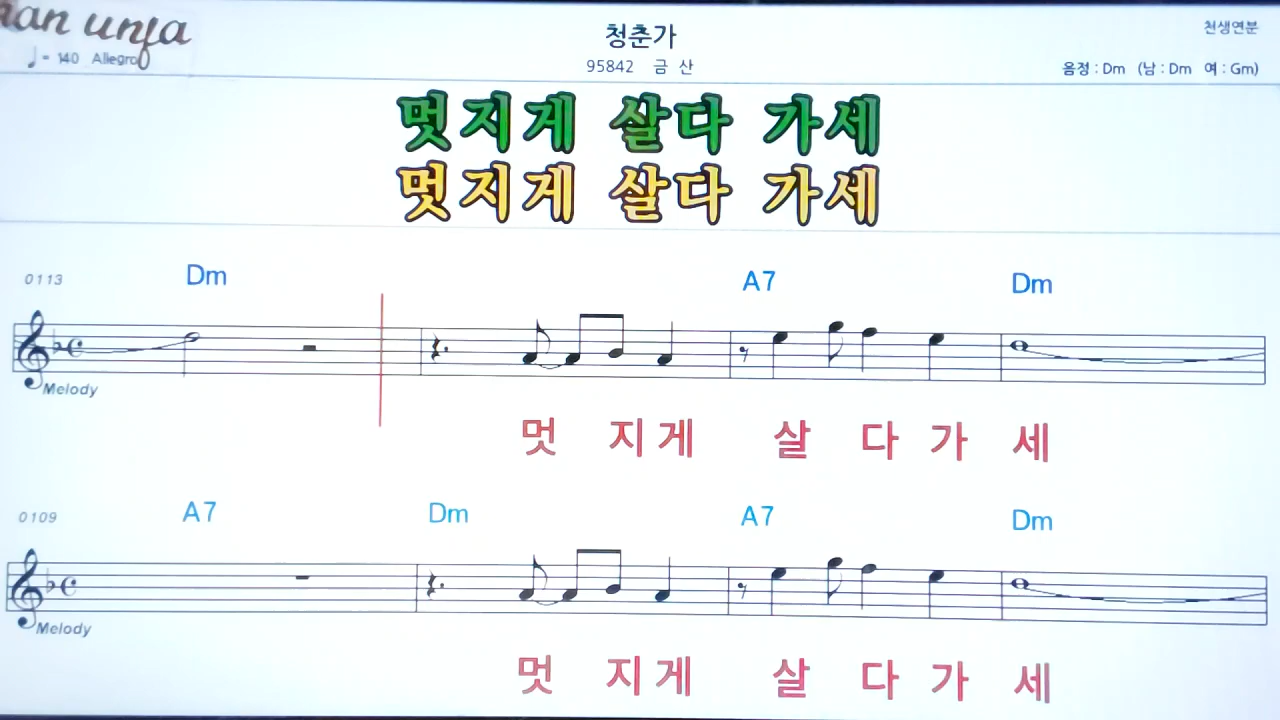 an unja
♩= 140 Allegro
청춘가
95842 금 산
천생연분
음정 : Dm (남 : Dm 여 : Gm)
멋지게 살다 가세
멋지게 살다 가세
0113 Dm A7 Dm
Melody
멋 지 게 살 다 가 세
0109 A7 Dm A7 Dm
Melody
멋 지 게 살 다 가 세